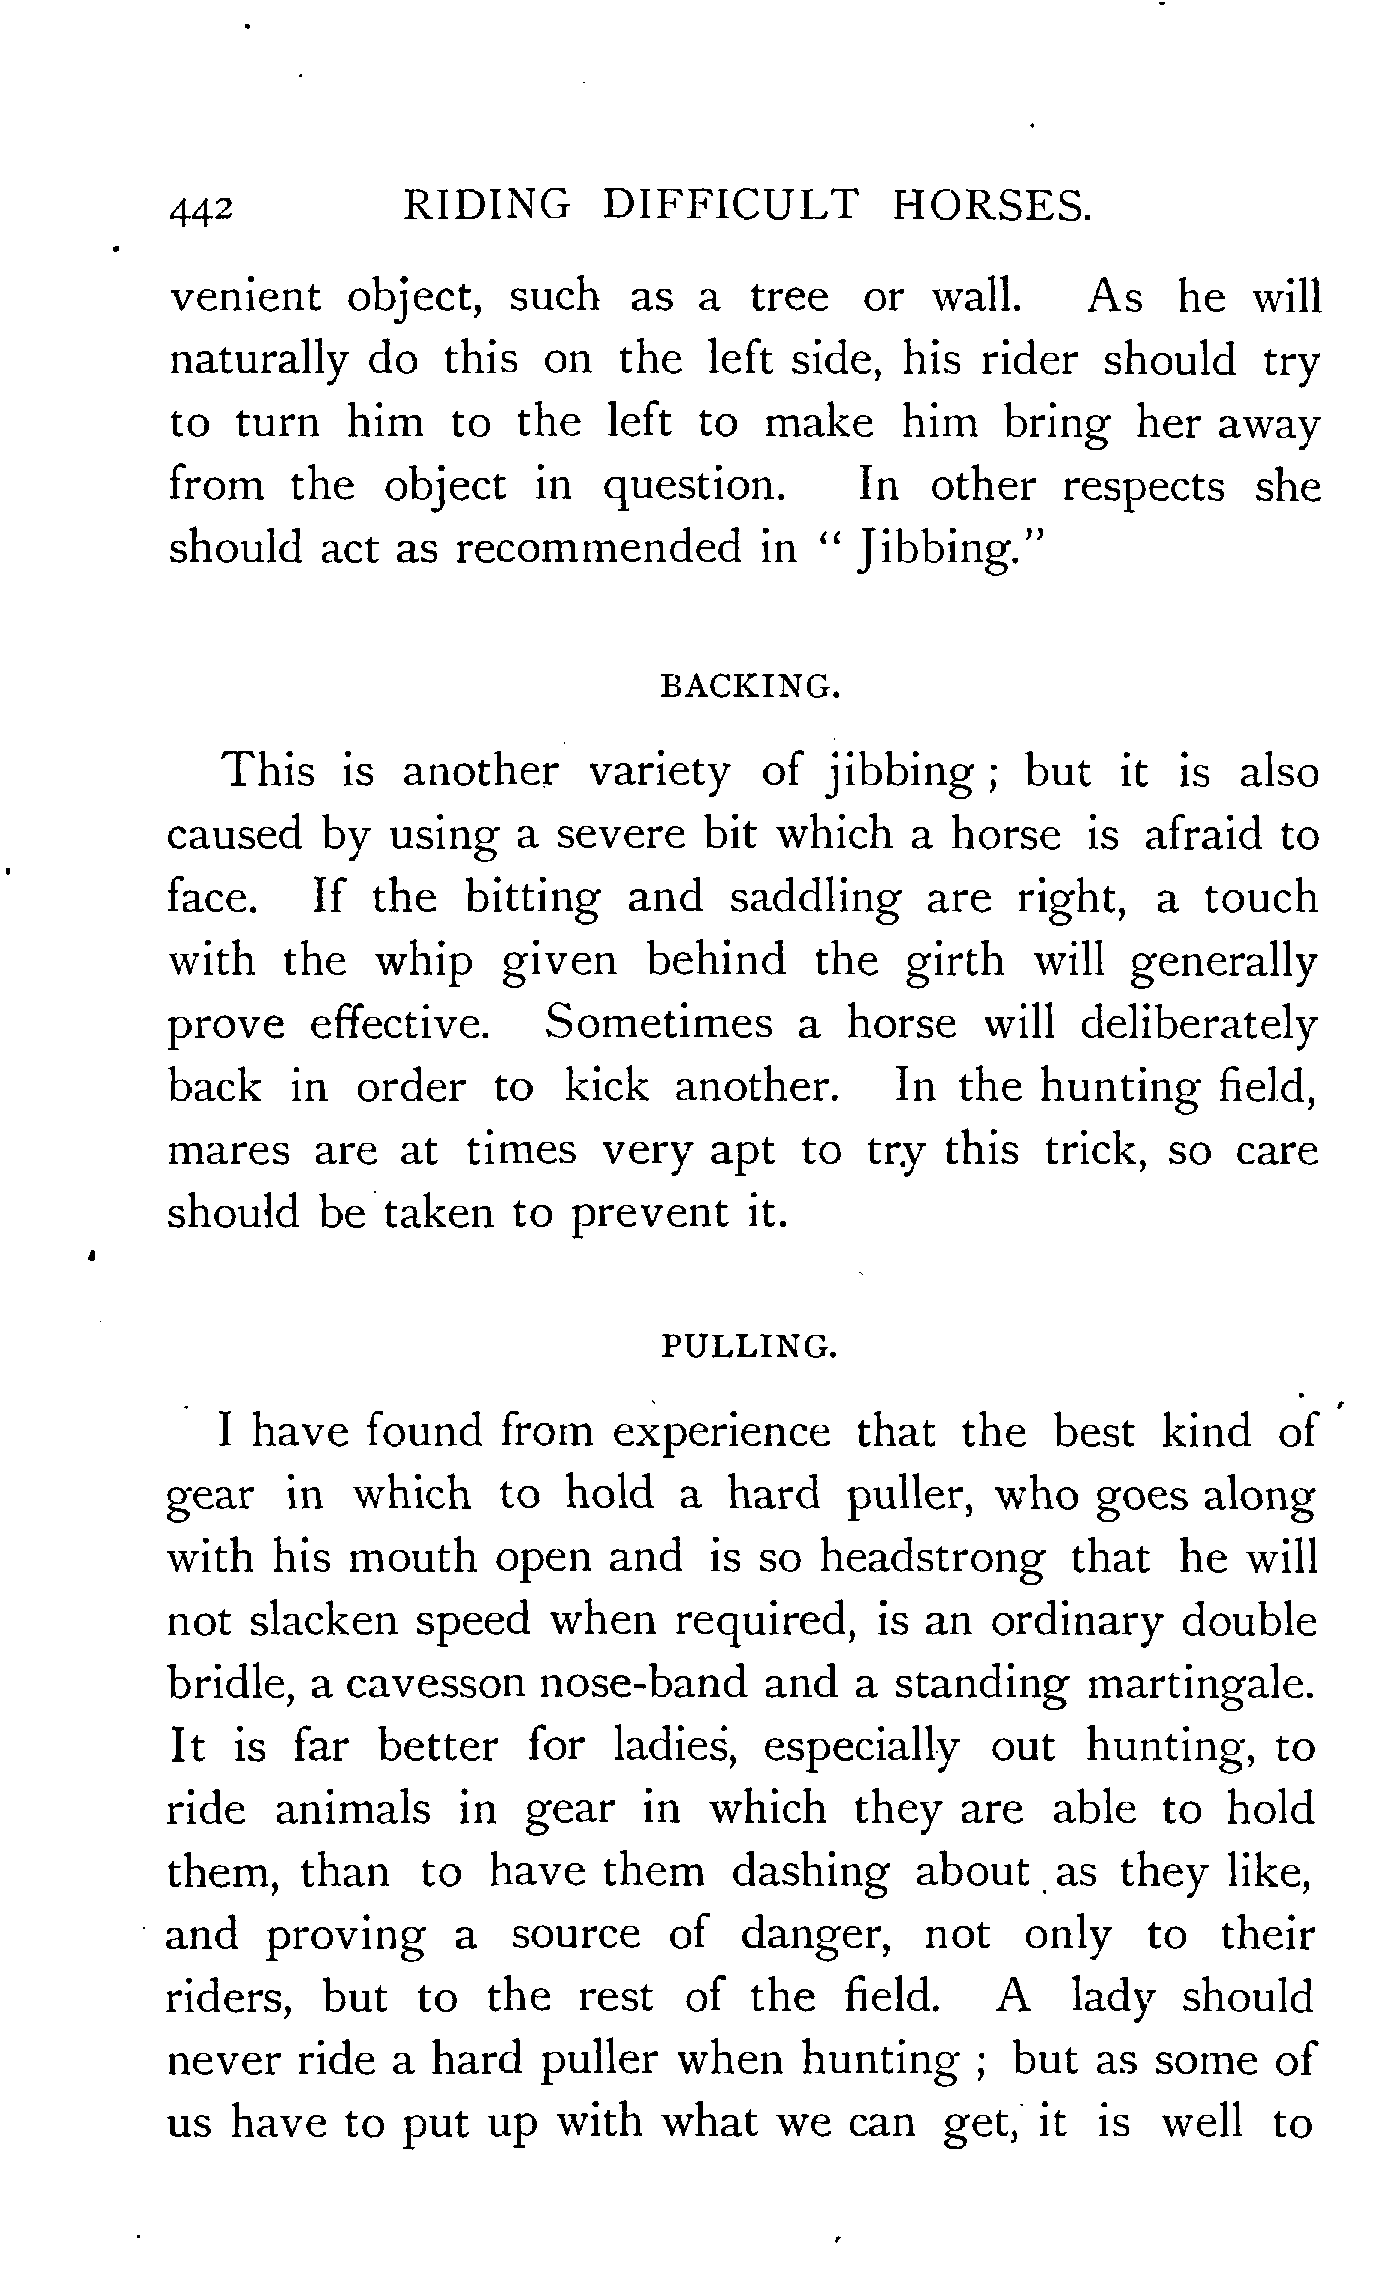 442 RIDING DIFFICULT HORSES.
venient object, such as a tree or wall. As he will
naturally do this on the left side, his rider should try
to turn him to the left to make him bring her away
from the object in question. In other respects she
should act as recommended in " Jibbing."
BACKING.
This is another variety of jibbing ; but it is also
caused by using a severe bit which a horse is afraid to
face. If the bitting and saddling are right, a touch
with the whip given behind the girth will generally
prove effective. Sometimes a horse will deliberately
back in order to kick another. In the hunting field,
mares are at times very apt to try this trick, so care
should be taken to prevent it.
PULLING.
I have found from experience that the best kind of
gear in which to hold a hard puller, who goes along
with his mouth open and is so headstrong that he will
not slacken speed when required, is an ordinary double
bridle, a cavesson nose-band and a standing martingale.
It is far better for ladies, especially out hunting, to
ride animals in gear in which they are able to hold
them, than to have them dashing about as they like,
and proving a source of danger, not only to their
riders, but to the rest of the field. A lady should
never ride a hard puller when hunting ; but as some of
us have to put up with what we can get, it is well to